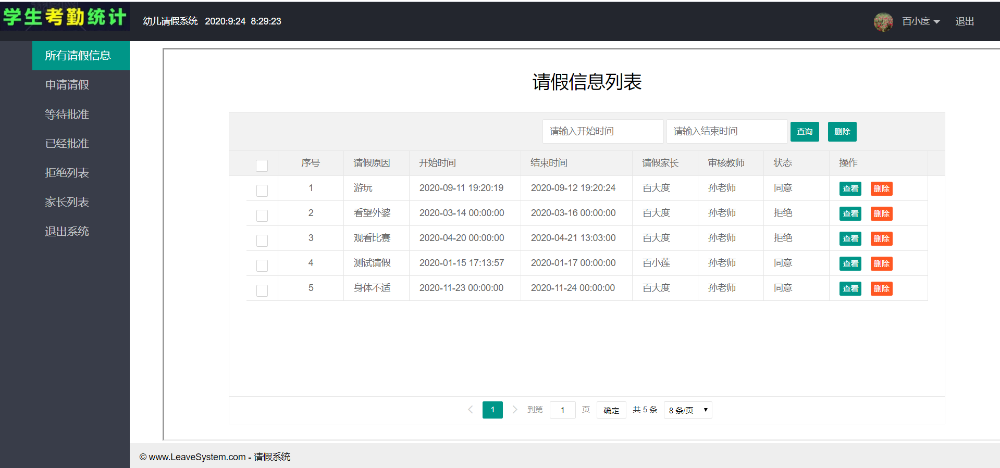 学生考勤统计
幼儿请假系统 2020:9:24 8:29:23
百小度 退出
所有请假信息
申请请假
等待批准
已经批准
拒绝列表
家长列表
退出系统
请假信息列表
请输入开始时间 请输入结束时间 查询 删除
序号 请假原因 开始时间 结束时间 请假家长 审核教师 状态 操作
1 游玩 2020-09-11 19:20:19 2020-09-12 19:20:24 百大度 孙老师 同意 查看 删除
2 看望外婆 2020-03-14 00:00:00 2020-03-16 00:00:00 百大度 孙老师 拒绝 查看 删除
3 观看比赛 2020-04-20 00:00:00 2020-04-21 13:03:00 百大度 孙老师 拒绝 查看 删除
4 测试请假 2020-01-15 17:13:57 2020-01-17 00:00:00 百小莲 孙老师 同意 查看 删除
5 身体不适 2020-11-23 00:00:00 2020-11-24 00:00:00 百大度 孙老师 同意 查看 删除
1 到第 1 页 确定 共 5 条 8 条/页
© www.LeaveSystem.com - 请假系统